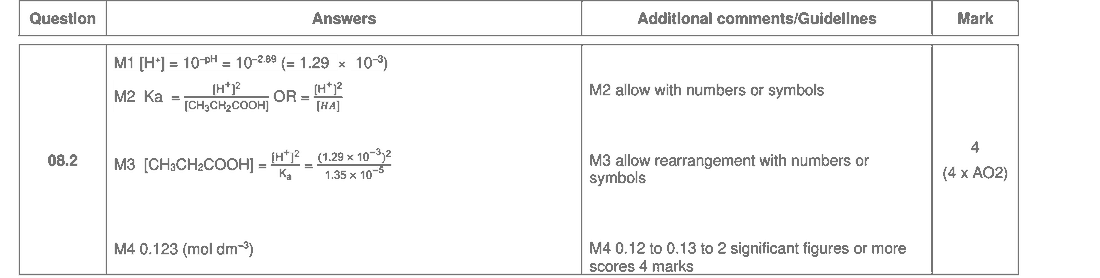 Question Answers Additional comments/Guidelines Mark
M1 [H⁺] = 10⁻ᵖᴴ = 10⁻²·⁸⁹ (= 1.29 × 10⁻³)
M2 Ka = [H⁺]²/[CH₃CH₂COOH] OR = [H⁺]²/[HA]
M2 allow with numbers or symbols
08.2
M3 [CH₃CH₂COOH] = [H⁺]²/Kₐ = (1.29 × 10⁻³)²/1.35 × 10⁻⁵
M3 allow rearrangement with numbers or
symbols
4
(4 x AO2)
M4 0.123 (mol dm⁻³)
M4 0.12 to 0.13 to 2 significant figures or more
scores 4 marks